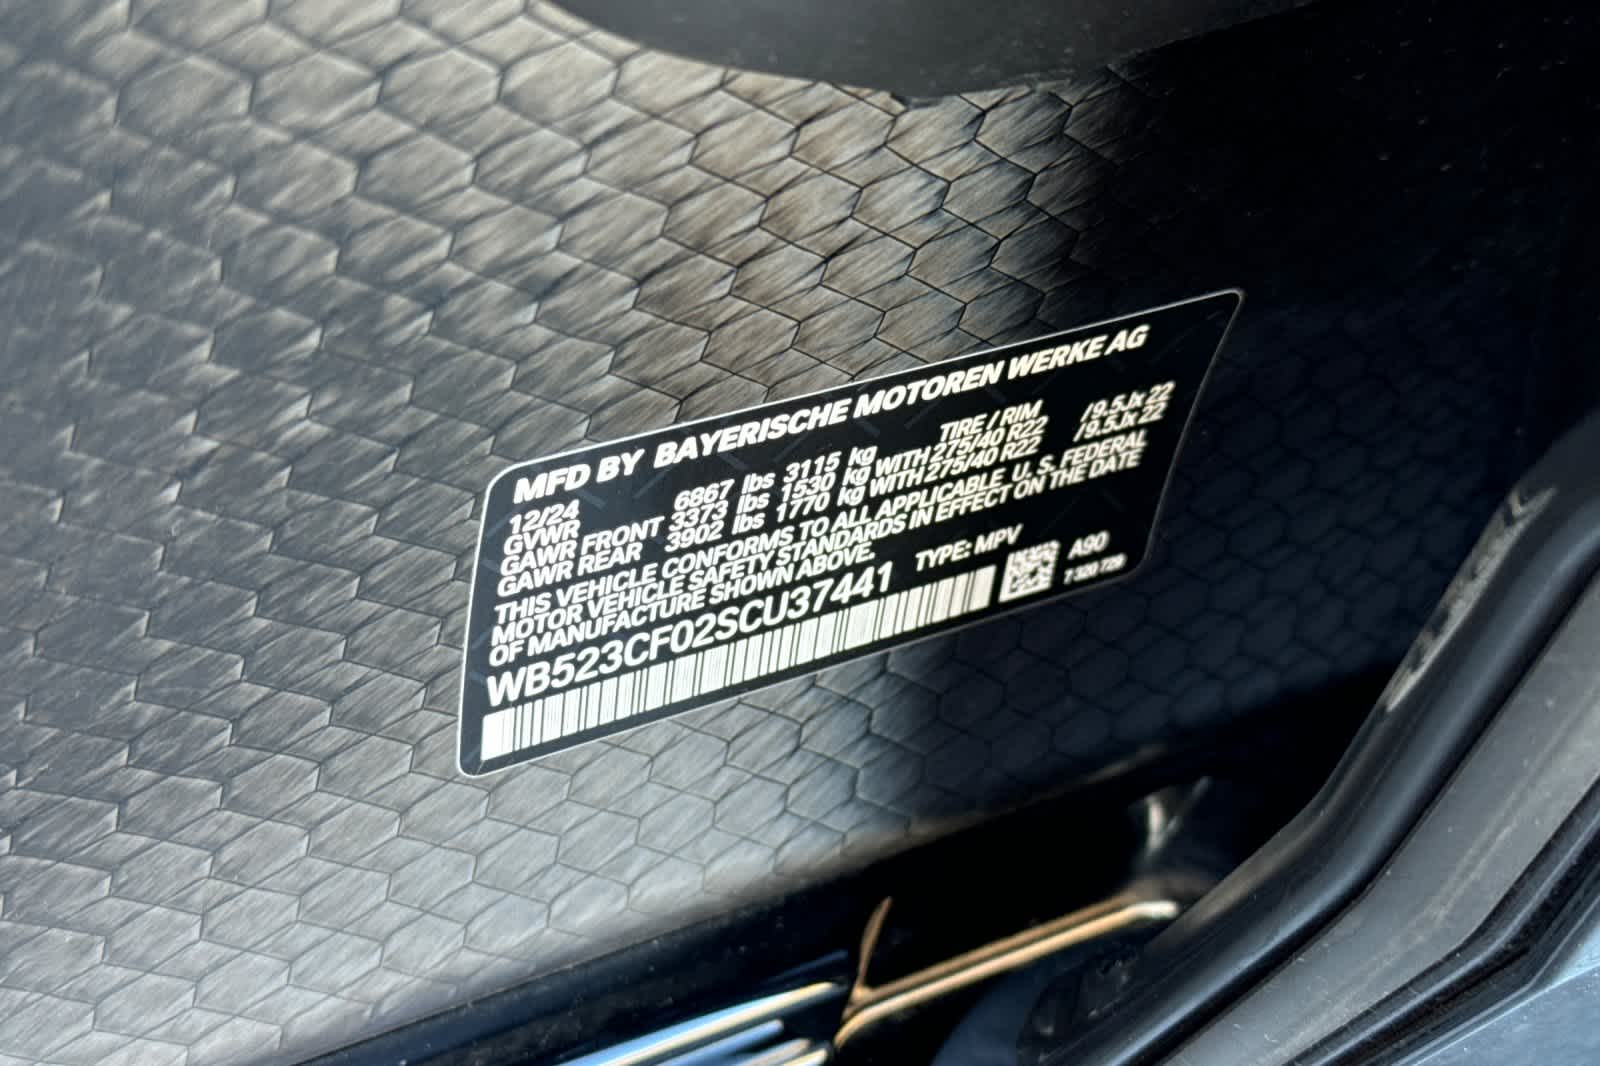 MFD BY BAYERISCHE MOTOREN WERKE AG
12/24 TIRE / RIM
GVWR 6867 lbs 3115 kg
GAWR FRONT 3373 lbs 1530 kg WITH 275/40 R22 /9.5Jx22
GAWR REAR 3902 lbs 1770 kg WITH 275/40 R22 /9.5Jx22
THIS VEHICLE CONFORMS TO ALL APPLICABLE U. S. FEDERAL
MOTOR VEHICLE SAFETY STANDARDS IN EFFECT ON THE DATE
OF MANUFACTURE SHOWN ABOVE.
WB523CF02SCU37441 TYPE: MPV
A90
7 320 729